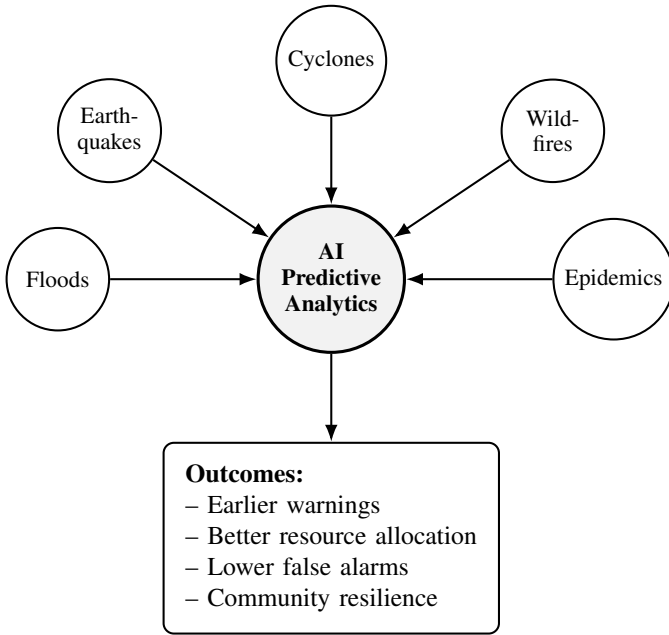 Cyclones
Earth-
quakes
Wild-
fires
Floods
AI
Predictive
Analytics
Epidemics
Outcomes:
– Earlier warnings
– Better resource allocation
– Lower false alarms
– Community resilience